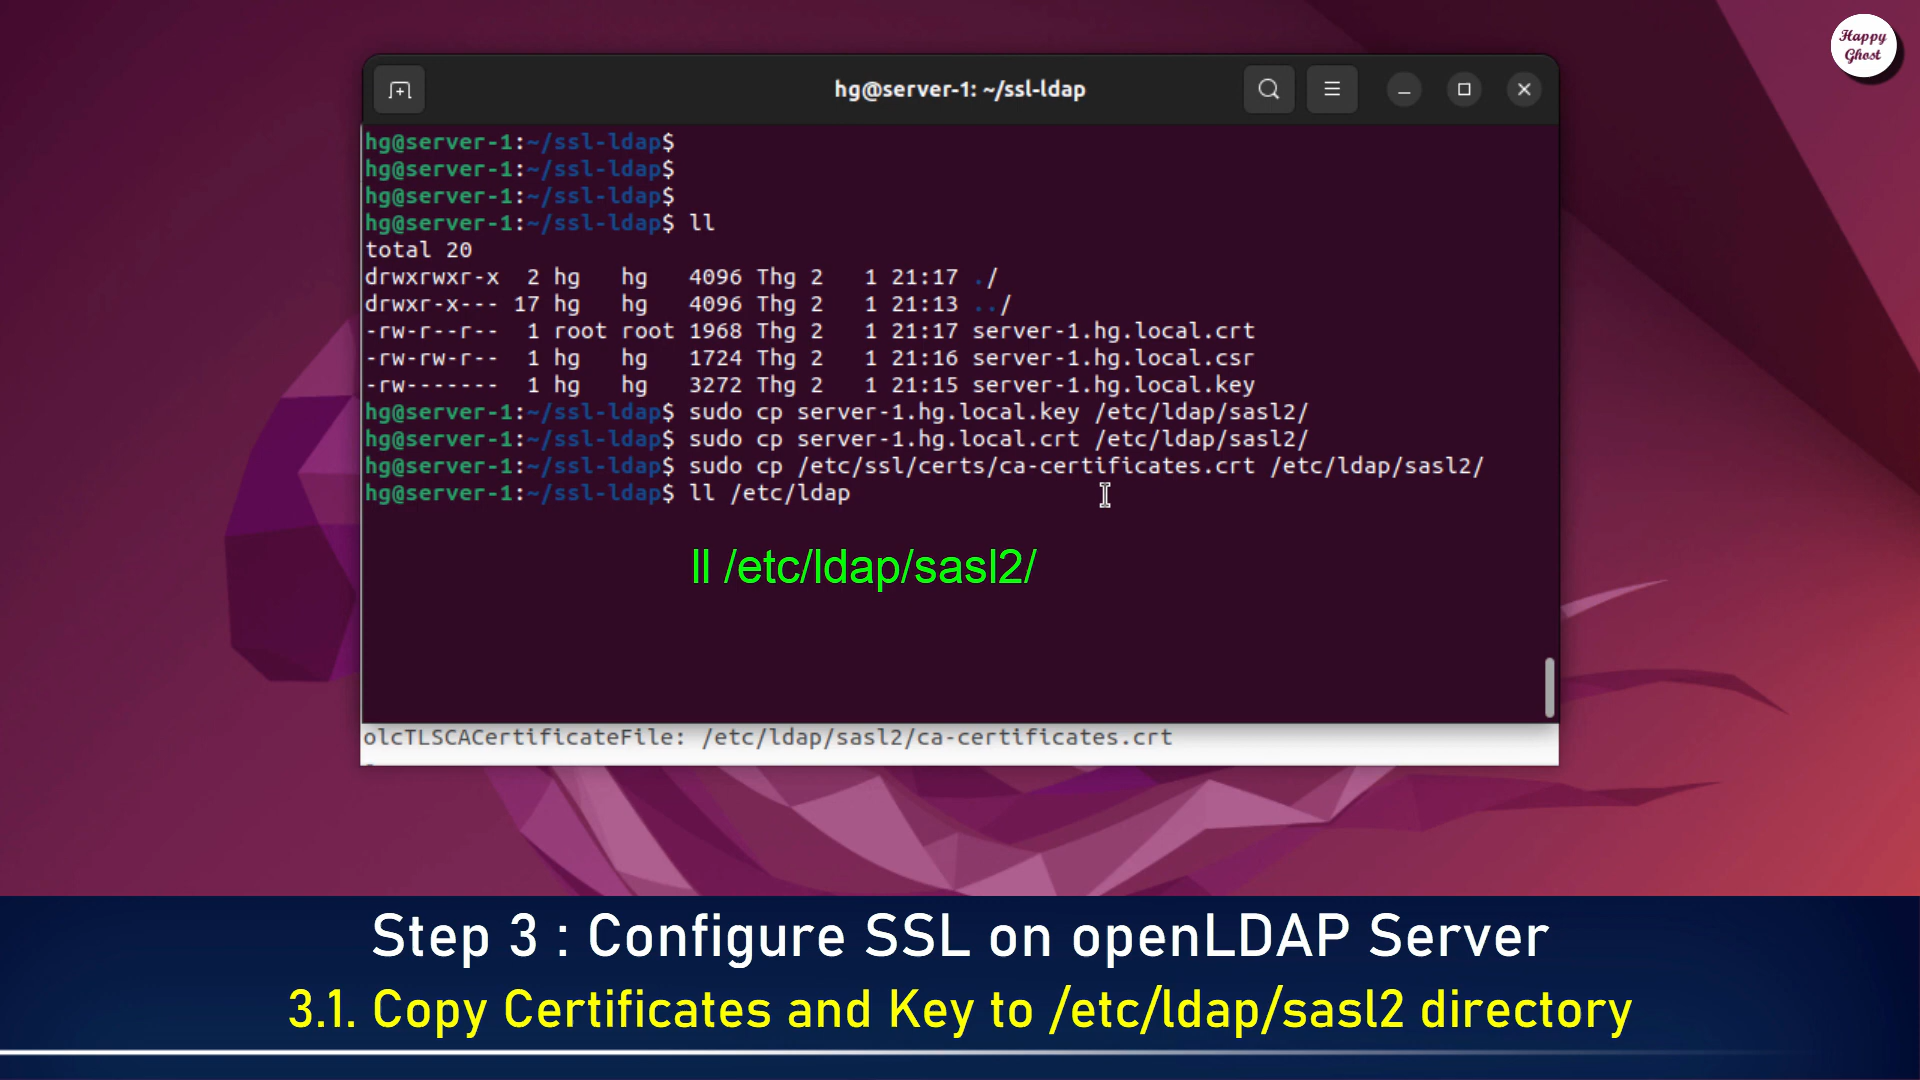 Happy
Ghost
hg@server-1: ~/ssl-ldap
hg@server-1:~/ssl-ldap$
hg@server-1:~/ssl-ldap$
hg@server-1:~/ssl-ldap$
hg@server-1:~/ssl-ldap$ ll
total 20
drwxrwxr-x  2 hg   hg   4096 Thg 2   1 21:17 ./
drwxr-x--- 17 hg   hg   4096 Thg 2   1 21:13 ../
-rw-r--r--  1 root root 1968 Thg 2   1 21:17 server-1.hg.local.crt
-rw-rw-r--  1 hg   hg   1724 Thg 2   1 21:16 server-1.hg.local.csr
-rw-------  1 hg   hg   3272 Thg 2   1 21:15 server-1.hg.local.key
hg@server-1:~/ssl-ldap$ sudo cp server-1.hg.local.key /etc/ldap/sasl2/
hg@server-1:~/ssl-ldap$ sudo cp server-1.hg.local.crt /etc/ldap/sasl2/
hg@server-1:~/ssl-ldap$ sudo cp /etc/ssl/certs/ca-certificates.crt /etc/ldap/sasl2/
hg@server-1:~/ssl-ldap$ ll /etc/ldap
ll /etc/ldap/sasl2/
olcTLSCACertificateFile: /etc/ldap/sasl2/ca-certificates.crt
Step 3 : Configure SSL on openLDAP Server
3.1. Copy Certificates and Key to /etc/ldap/sasl2 directory